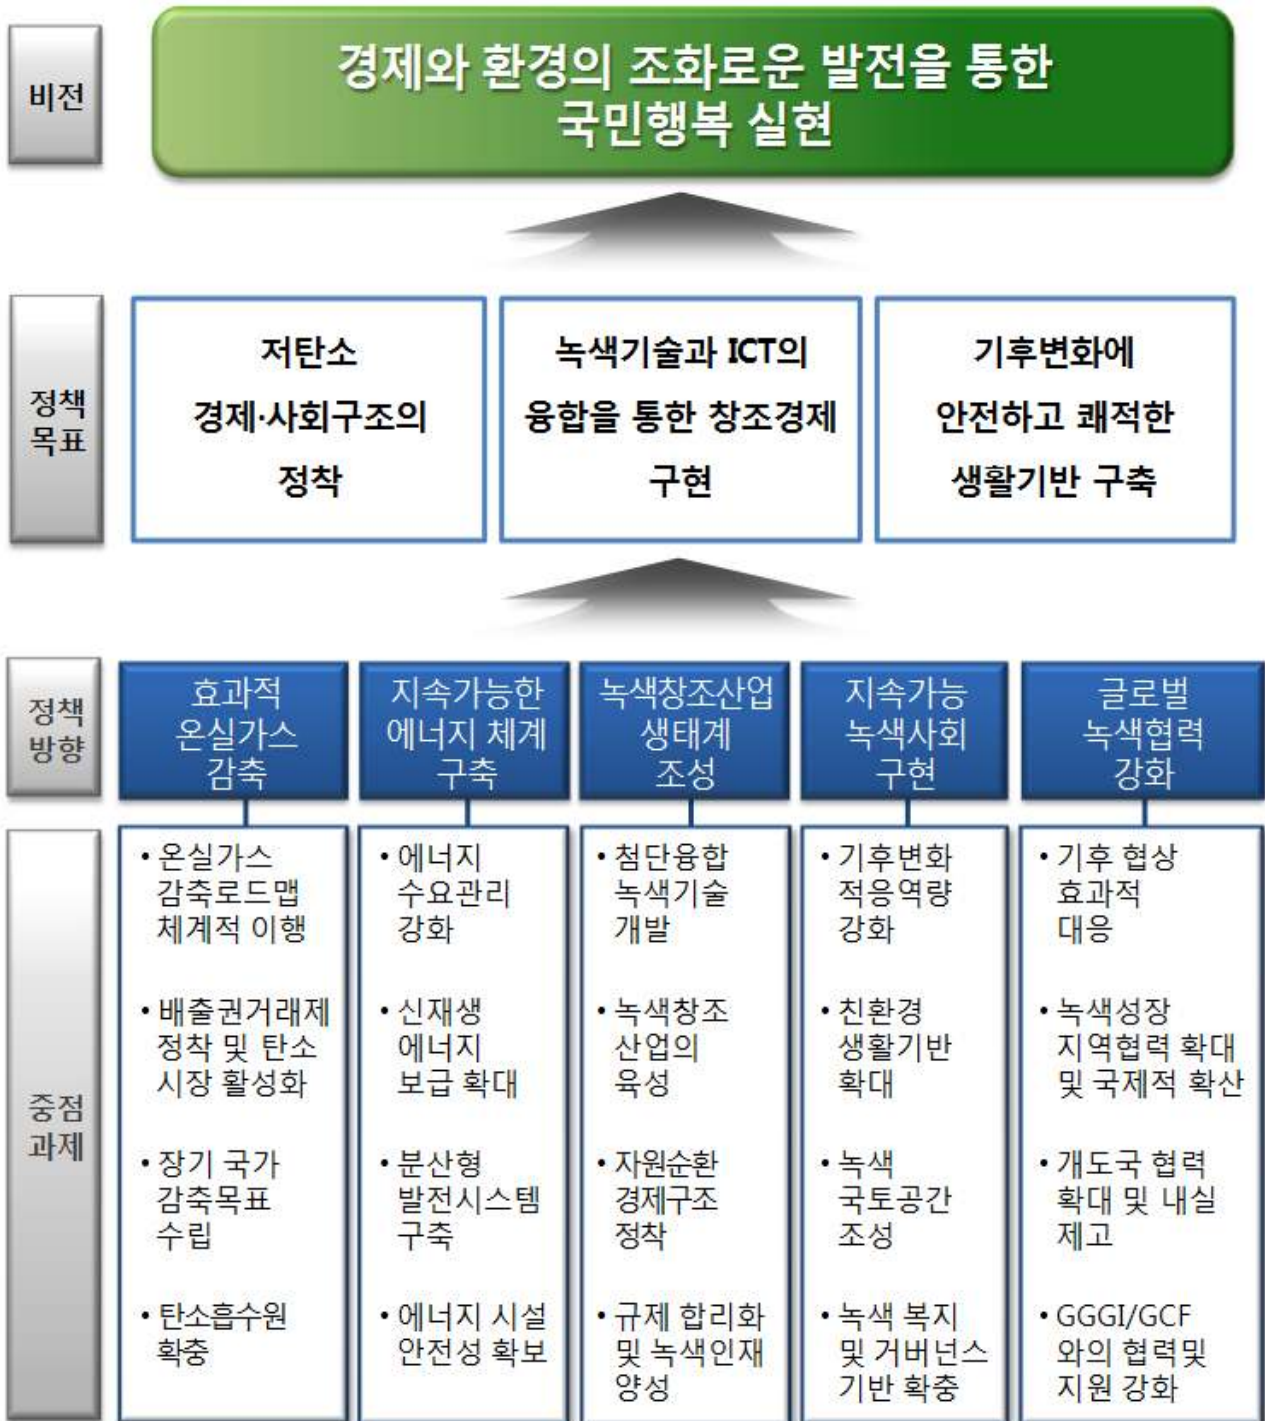 비전
경제와 환경의 조화로운 발전을 통한
국민행복 실현
정책
목표
저탄소
경제·사회구조의
정착
녹색기술과 ICT의
융합을 통한 창조경제
구현
기후변화에
안전하고 쾌적한
생활기반 구축
정책
방향
효과적
온실가스
감축
지속가능한
에너지 체계
구축
녹색창조산업
생태계
조성
지속가능
녹색사회
구현
글로벌
녹색협력
강화
중점
과제
• 온실가스
감축로드맵
체계적 이행
• 배출권거래제
정착 및 탄소
시장 활성화
• 장기 국가
감축목표
수립
• 탄소흡수원
확충
• 에너지
수요관리
강화
• 신재생
에너지
보급 확대
• 분산형
발전시스템
구축
• 에너지 시설
안전성 확보
• 첨단융합
녹색기술
개발
• 녹색창조
산업의
육성
• 자원순환
경제구조
정착
• 규제 합리화
및 녹색인재
양성
• 기후변화
적응역량
강화
• 친환경
생활기반
확대
• 녹색
국토공간
조성
• 녹색 복지
및 거버넌스
기반 확충
• 기후 협상
효과적
대응
• 녹색성장
지역협력 확대
및 국제적 확산
• 개도국 협력
확대 및 내실
제고
• GGGI/GCF
와의 협력및
지원 강화